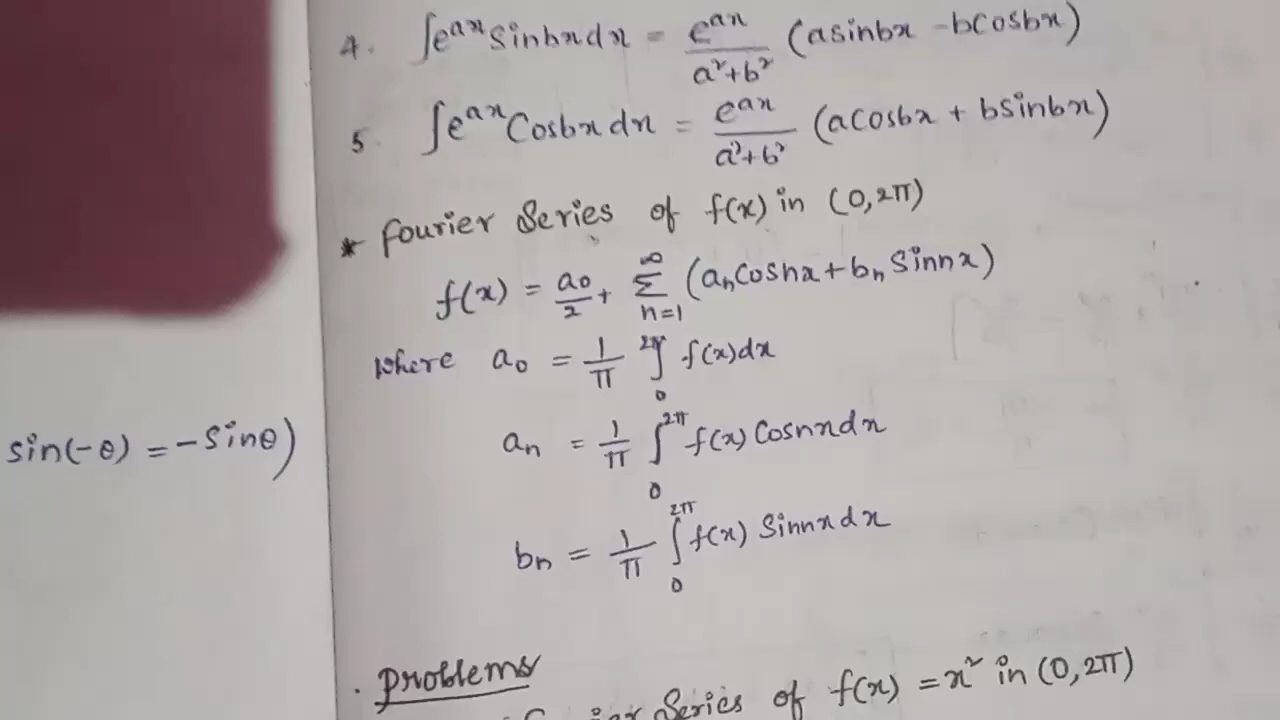 4. ∫e^{ax} sinbx dx = e^{ax}/(a²+b²) (asinbx - bcosbx)
5. ∫e^{ax} Cosbx dx = e^{ax}/(a²+b²) (acosbx + bsinbx)
* Fourier Series of f(x) in (0,2π)
f(x) = a₀/2 + ∞Σn=1 (aₙcosnx + bₙ Sinnx)
Where a₀ = 1/π ∫₀^{2π} f(x)dx
sin(-θ) = -Sinθ)
aₙ = 1/π ∫₀^{2π} f(x) Cosnx dx
bₙ = 1/π ∫₀^{2π} f(x) Sinnx dx
. Problems
Series of f(x) = x² in (0,2π)